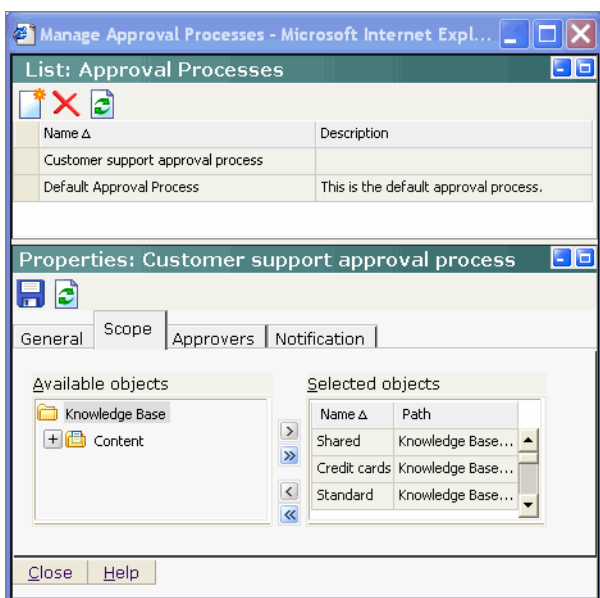 Manage Approval Processes - Microsoft Internet Expl...
List: Approval Processes
Name Description
Customer support approval process
Default Approval Process This is the default approval process.
Properties: Customer support approval process
General Scope Approvers Notification
Available objects Selected objects
Knowledge Base Name Path
Content Shared Knowledge Base...
Credit cards Knowledge Base...
Standard Knowledge Base...
Close Help